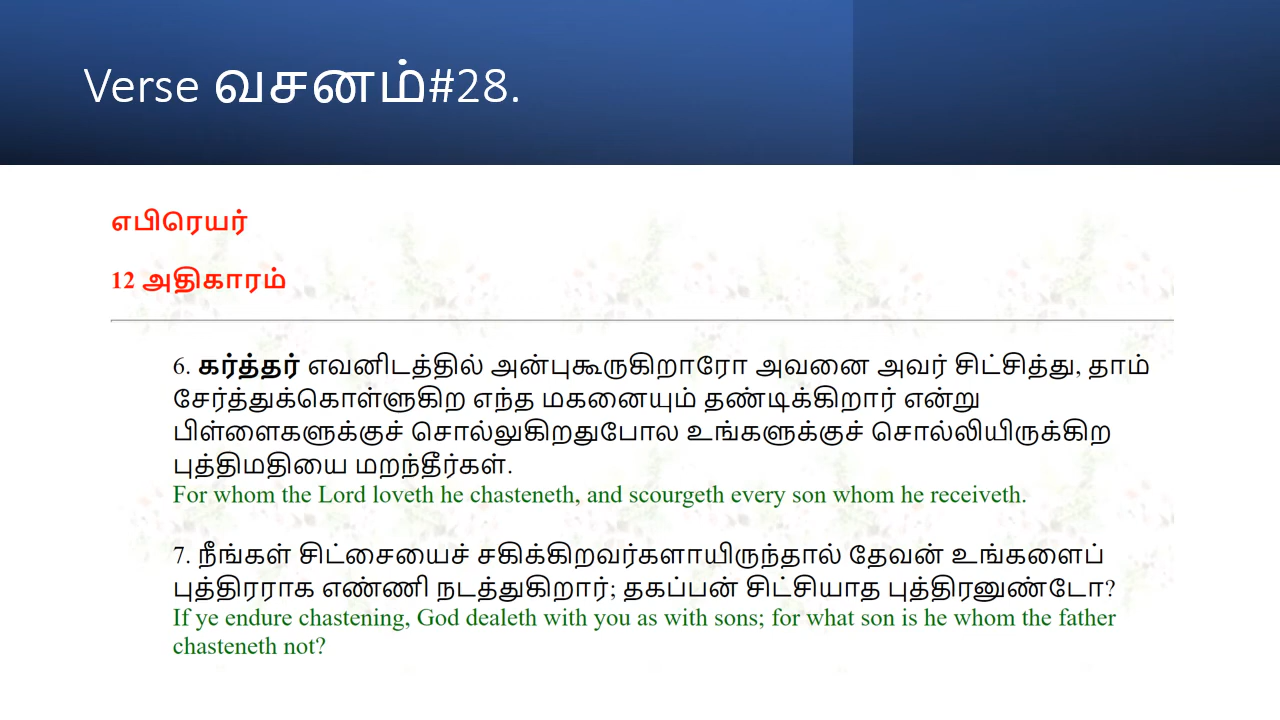 Verse வசனம்#28.
எபிரெயர்
12 அதிகாரம்
6. கர்த்தர் எவனிடத்தில் அன்புகூருகிறாரோ அவனை அவர் சிட்சித்து, தாம்
சேர்த்துக்கொள்ளுகிற எந்த மகனையும் தண்டிக்கிறார் என்று
பிள்ளைகளுக்குச் சொல்லுகிறதுபோல உங்களுக்குச் சொல்லியிருக்கிற
புத்திமதியை மறந்தீர்கள்.
For whom the Lord loveth he chasteneth, and scourgeth every son whom he receiveth.
7. நீங்கள் சிட்சையைச் சகிக்கிறவர்களாயிருந்தால் தேவன் உங்களைப்
புத்திரராக எண்ணி நடத்துகிறார்; தகப்பன் சிட்சியாத புத்திரனுண்டோ?
If ye endure chastening, God dealeth with you as with sons; for what son is he whom the father
chasteneth not?